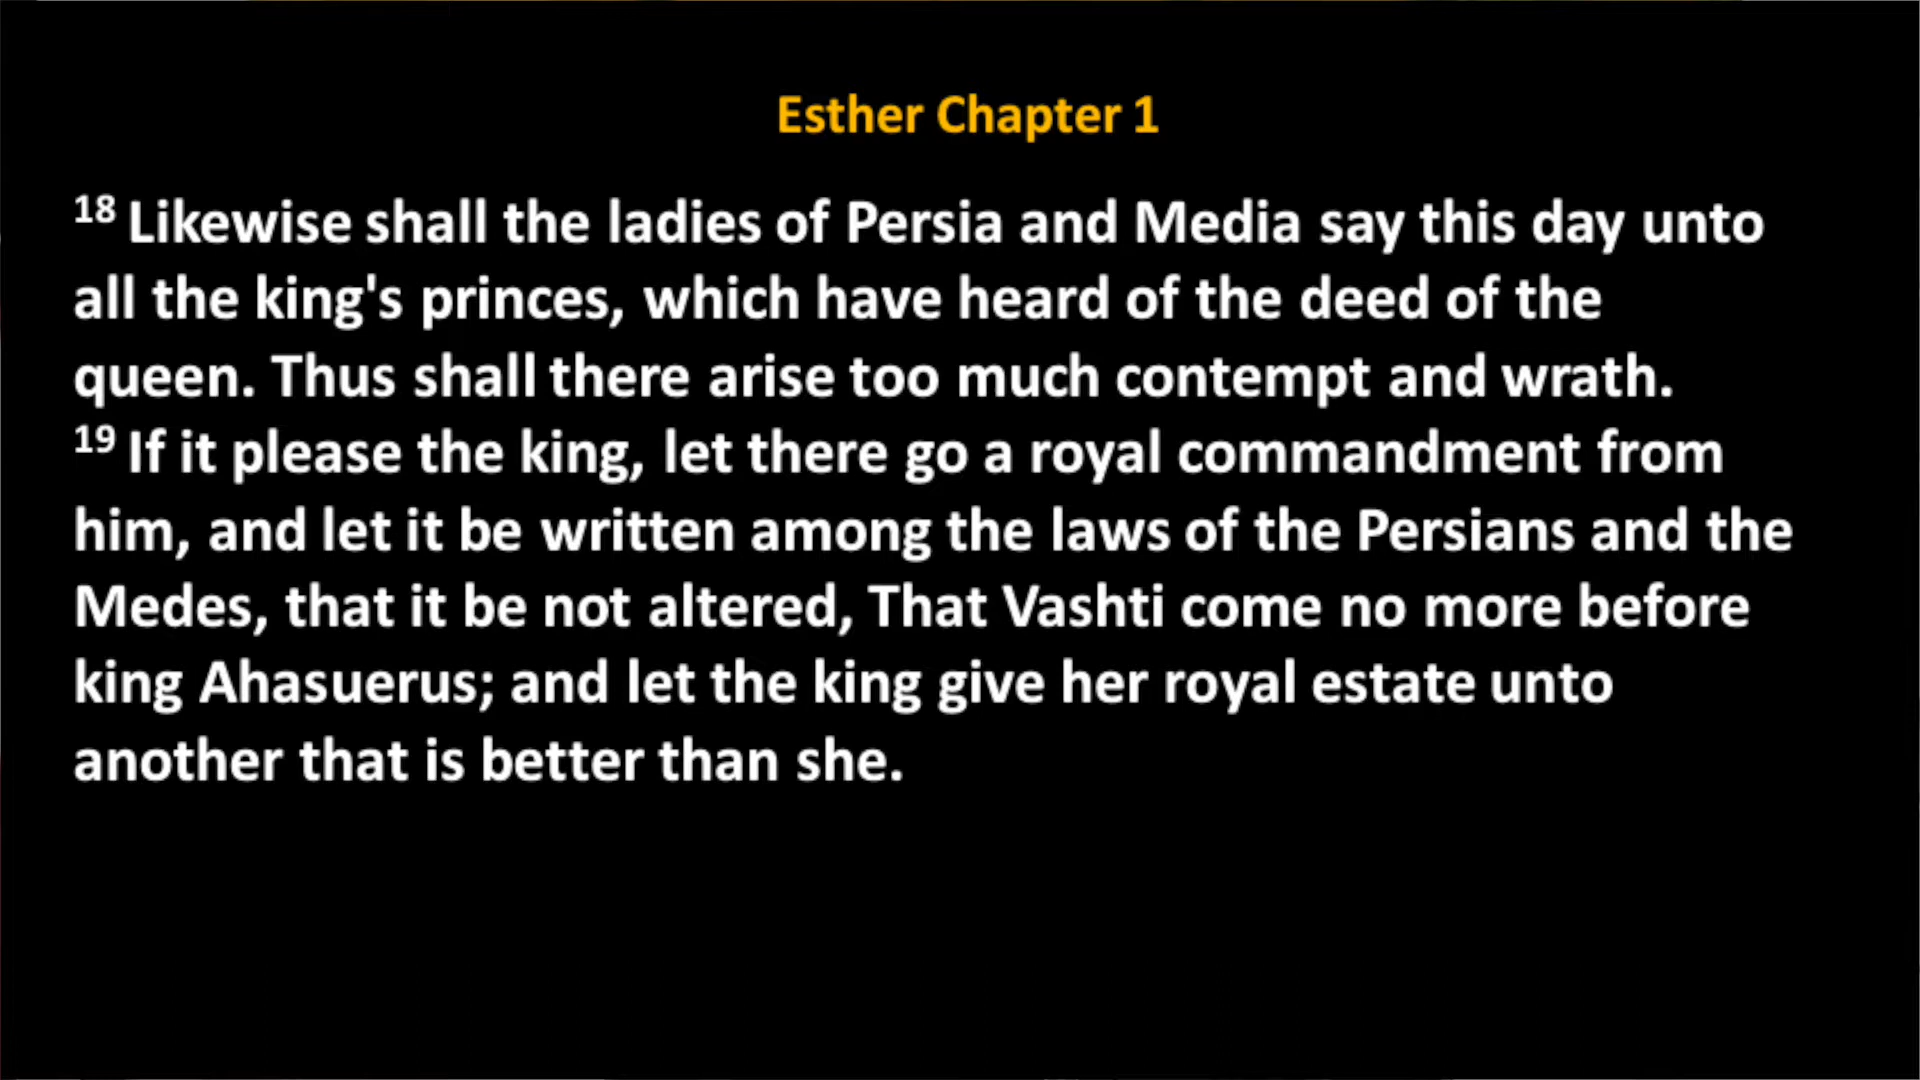 Esther Chapter 1
18 Likewise shall the ladies of Persia and Media say this day unto
all the king's princes, which have heard of the deed of the
queen. Thus shall there arise too much contempt and wrath.
19 If it please the king, let there go a royal commandment from
him, and let it be written among the laws of the Persians and the
Medes, that it be not altered, That Vashti come no more before
king Ahasuerus; and let the king give her royal estate unto
another that is better than she.